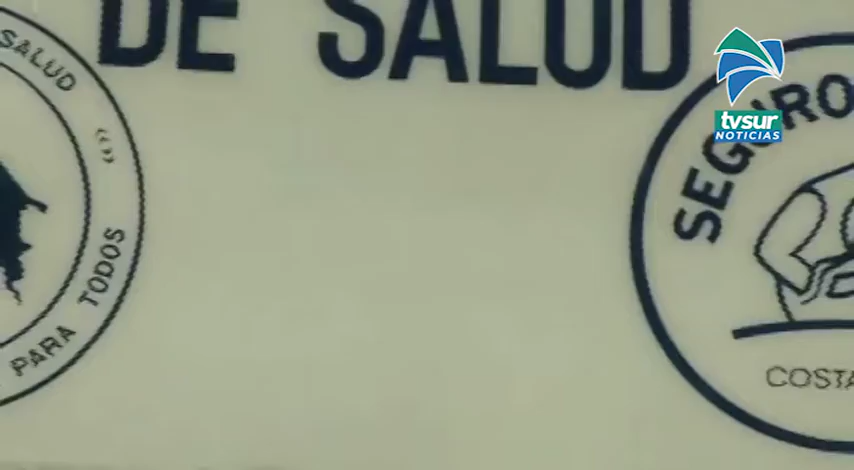 DE SALUD
SALUD
PARA TODOS
SEGURO
COSTA
tvsur
NOTICIAS